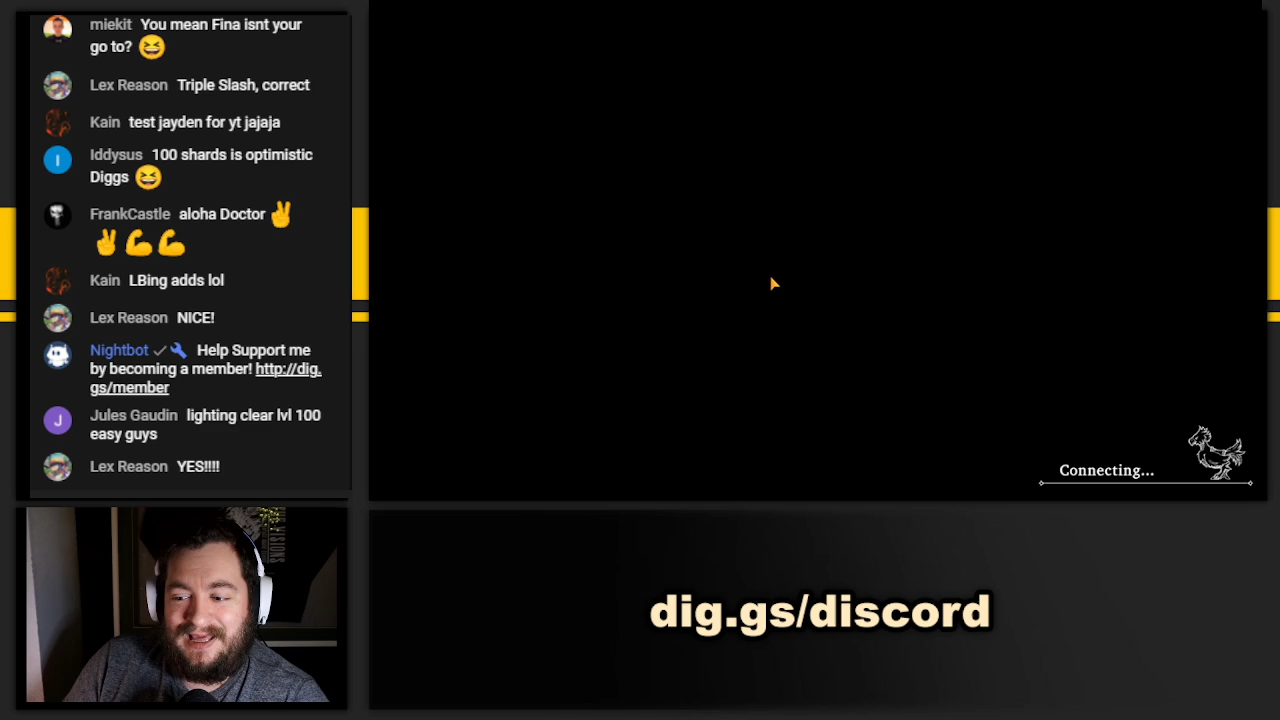 miekit You mean Fina isnt your
go to? 😆
Lex Reason Triple Slash, correct
Kain test jayden for yt jajaja
I
Iddysus 100 shards is optimistic
Diggs 😆
FrankCastle aloha Doctor ✌
✌💪💪
Kain LBing adds lol
Lex Reason NICE!
Nightbot Help Support me
by becoming a member! http://dig.
gs/member
J
Jules Gaudin lighting clear lvl 100
easy guys
Lex Reason YES!!!!
Connecting...
VISIONS
dig.gs/discord